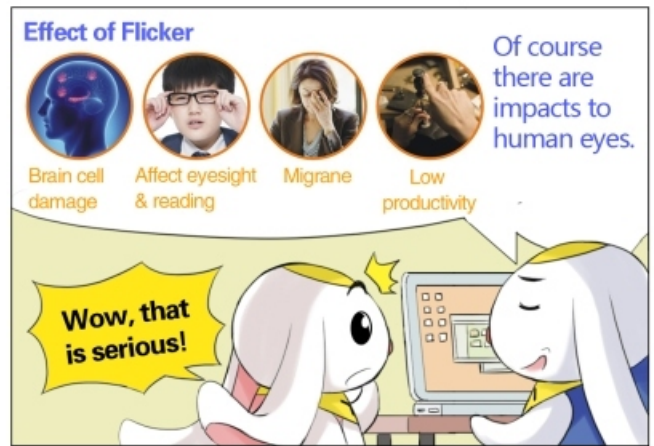 Effect of Flicker
Of course
there are
impacts to
human eyes.
Brain cell
damage
Affect eyesight
& reading
Migrane
Low
productivity
Wow, that
is serious!